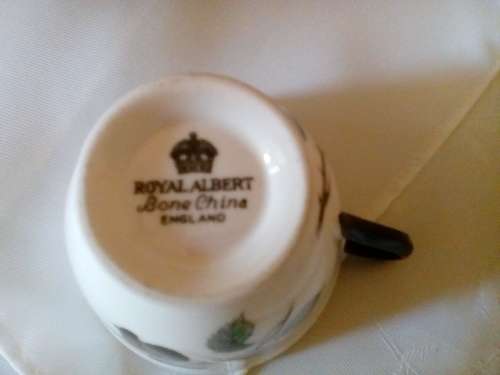 ROYAL ALBERT
Bone China
ENGLAND